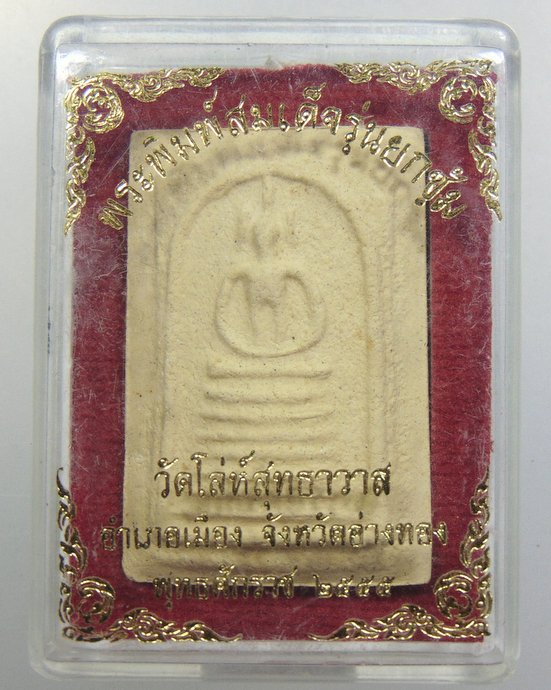 พระพิมพ์สมเด็จรุ่นยกซุ้ม
วัดโล่ห์สุทธาวาส
อำเภอเมือง จังหวัดอ่างทอง
พุทธศักราช ๒๕๕๕